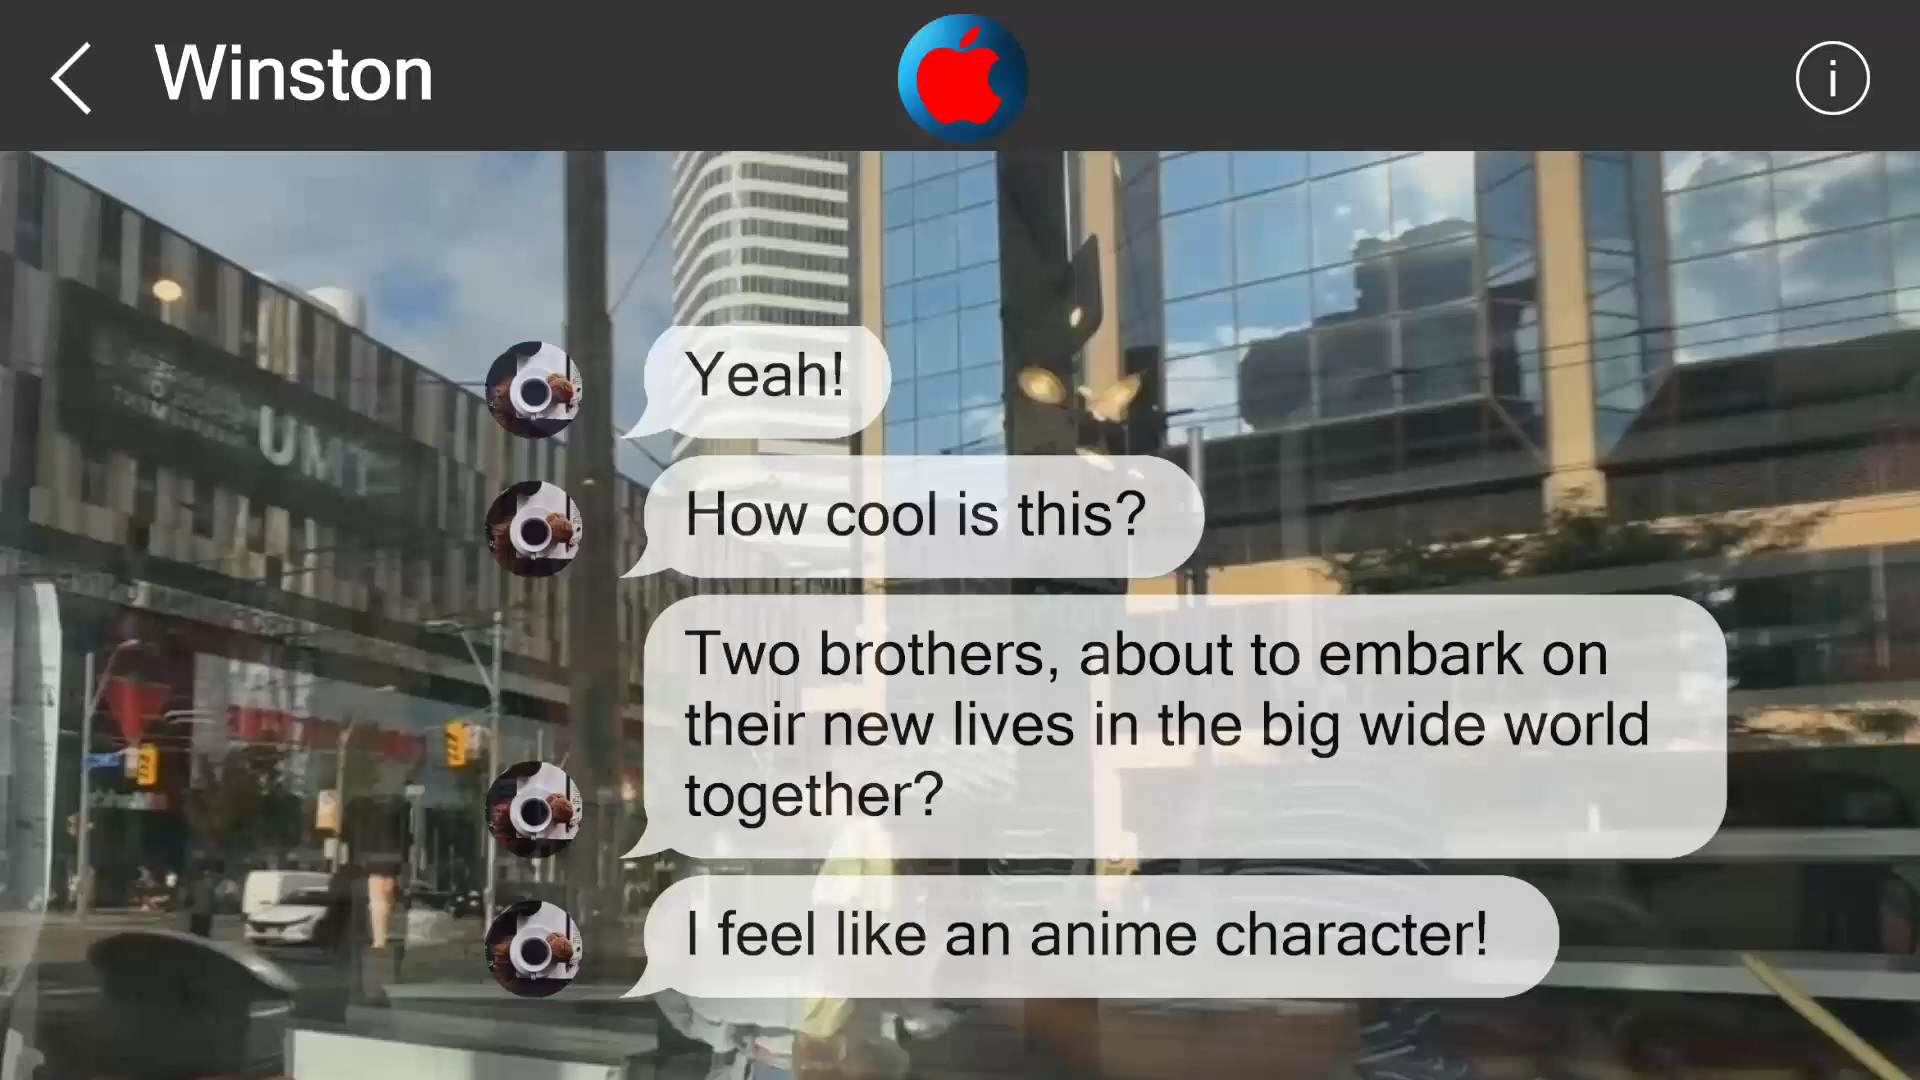 Winston
i
UMT
Yeah!
How cool is this?
Two brothers, about to embark on
their new lives in the big wide world
together?
I feel like an anime character!